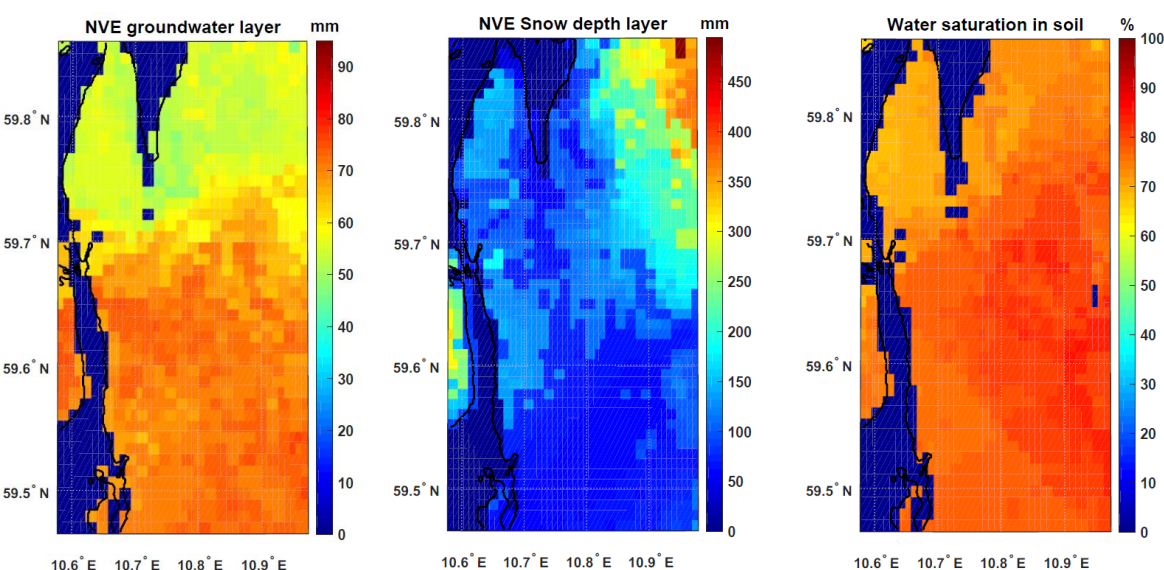 NVE groundwater layer mm
90
80
70
60
50
40
30
20
10
0
59.8° N
59.7° N
59.6° N
59.5° N
10.6° E 10.7° E 10.8° E 10.9° E
NVE Snow depth layer mm
450
400
350
300
250
200
150
100
50
0
59.8° N
59.7° N
59.6° N
59.5° N
10.6° E 10.7° E 10.8° E 10.9° E
Water saturation in soil %
100
90
80
70
60
50
40
30
20
10
0
59.8° N
59.7° N
59.6° N
59.5° N
10.6° E 10.7° E 10.8° E 10.9° E